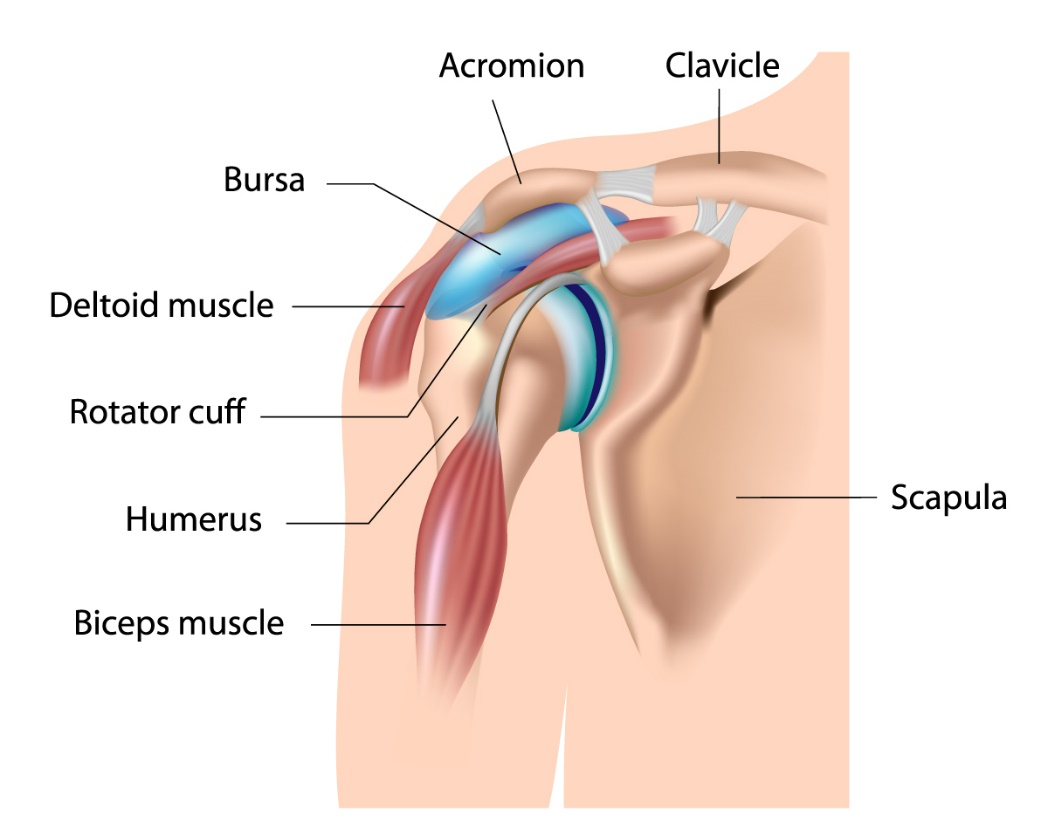 Acromion
Clavicle
Bursa
Deltoid muscle
Rotator cuff
Humerus
Scapula
Biceps muscle